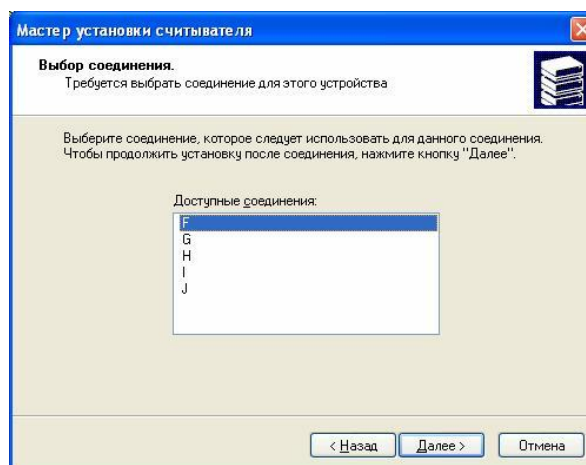 Мастер установки считывателя
Выбор соединения.
Требуется выбрать соединение для этого устройства
Выберите соединение, которое следует использовать для данного соединения.
Чтобы продолжить установку после соединения, нажмите кнопку "Далее".
Доступные соединения:
F
G
H
I
J
< Назад Далее > Отмена